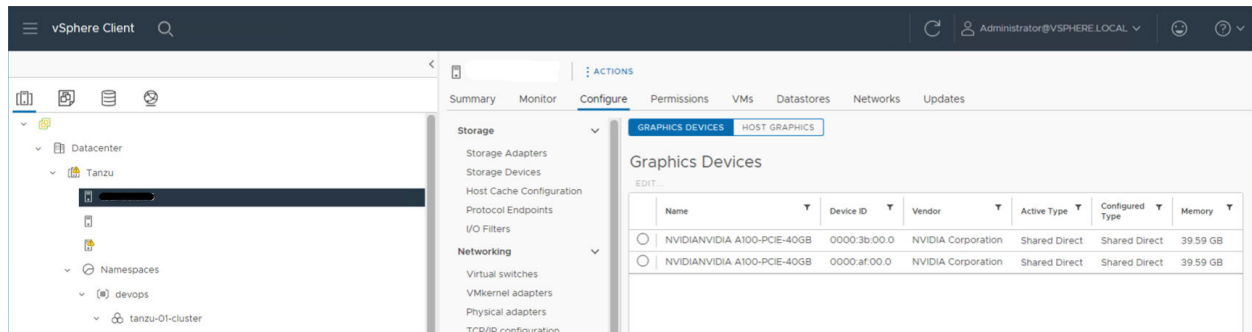 vSphere Client
Administrator@VSPHERE.LOCAL
ACTIONS
Summary Monitor Configure Permissions VMs Datastores Networks Updates
Datacenter
Tanzu
Namespaces
devops
tanzu-01-cluster
Storage
Storage Adapters
Storage Devices
Host Cache Configuration
Protocol Endpoints
I/O Filters
Networking
Virtual switches
VMkernel adapters
Physical adapters
TCP/IP configuration
GRAPHICS DEVICES HOST GRAPHICS
Graphics Devices
EDIT...
Name Device ID Vendor Active Type Configured Type Memory
NVIDIANVIDIA A100-PCIE-40GB 0000:3b:00.0 NVIDIA Corporation Shared Direct Shared Direct 39.59 GB
NVIDIANVIDIA A100-PCIE-40GB 0000:af:00.0 NVIDIA Corporation Shared Direct Shared Direct 39.59 GB